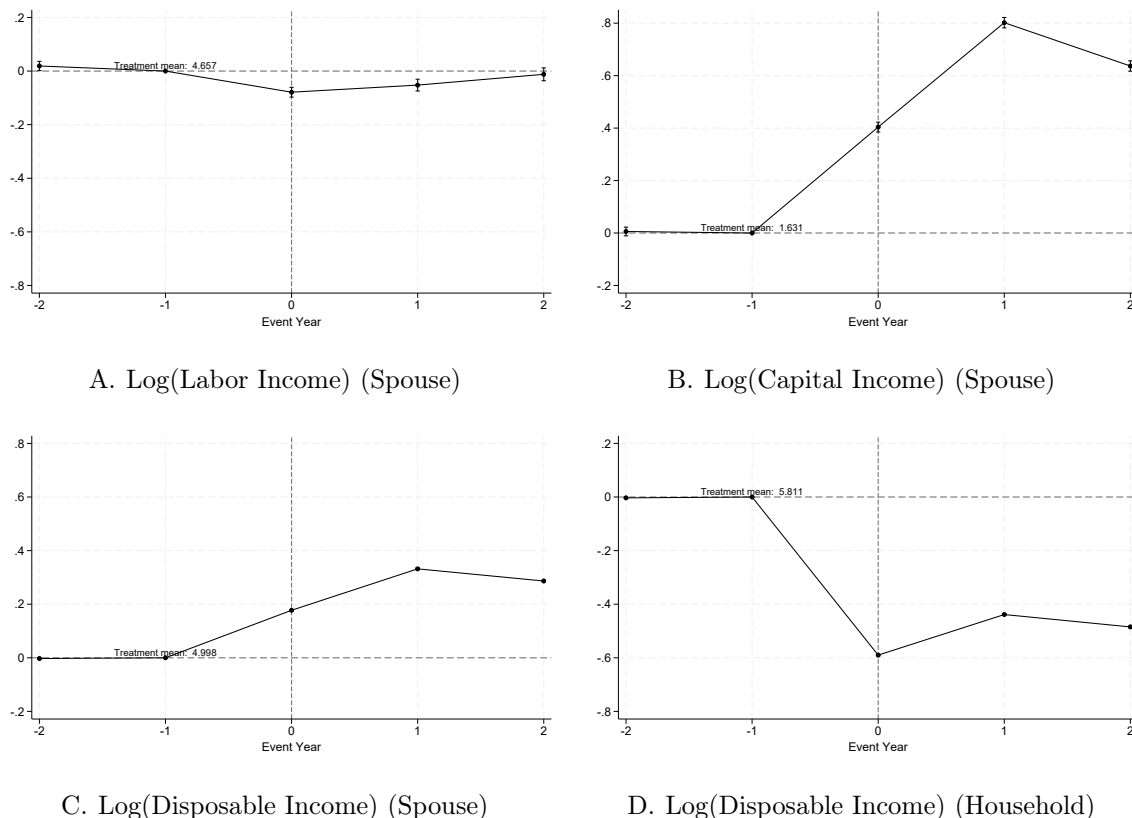 .2
0
-.2
-.4
-.6
-.8
Treatment mean: 4.657
-2 -1 0 1 2
Event Year
A. Log(Labor Income) (Spouse)
.8
.6
.4
.2
0
-.2
Treatment mean: 1.631
-2 -1 0 1 2
Event Year
B. Log(Capital Income) (Spouse)
.8
.6
.4
.2
0
-.2
Treatment mean: 4.998
-2 -1 0 1 2
Event Year
C. Log(Disposable Income) (Spouse)
.2
0
-.2
-.4
-.6
-.8
Treatment mean: 5.811
-2 -1 0 1 2
Event Year
D. Log(Disposable Income) (Household)